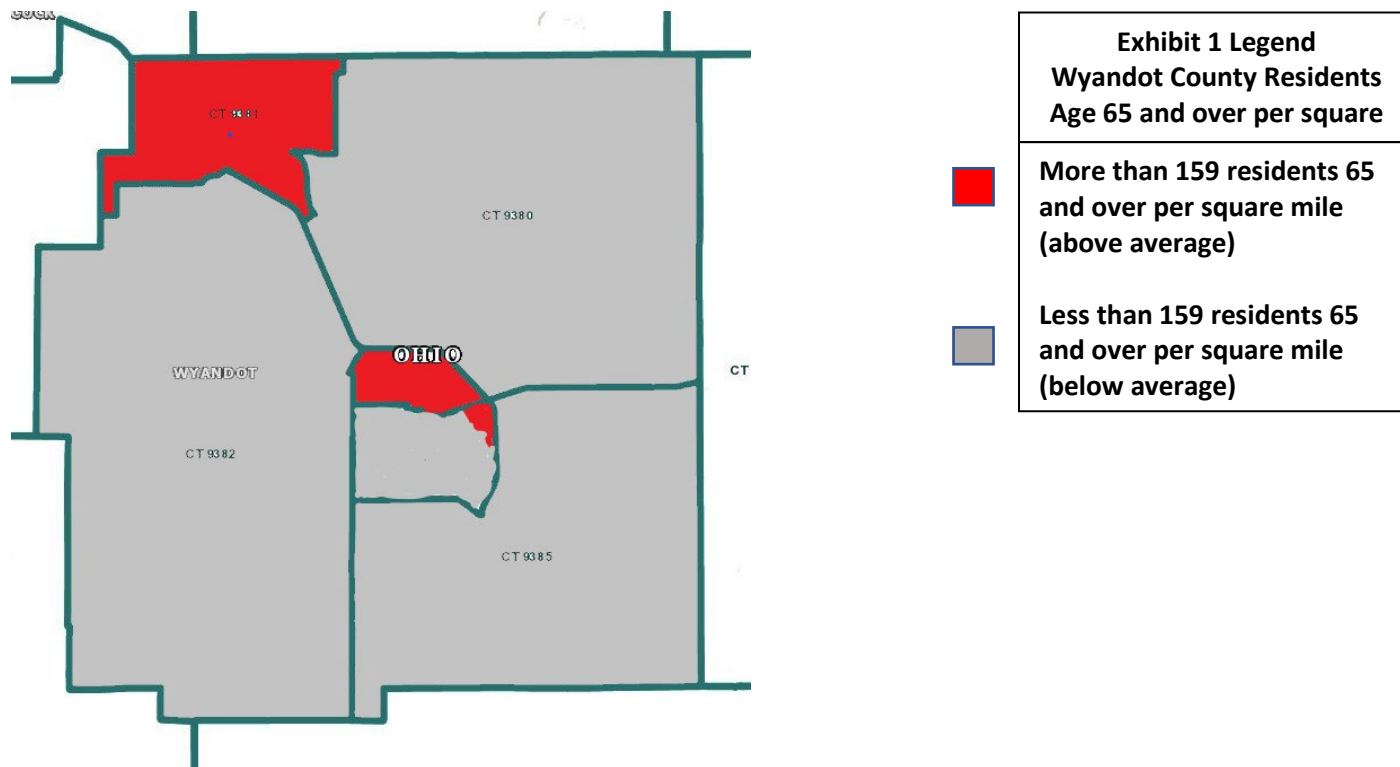 CT 9381
CT 9380
OHIO
WYANDOT
CT
CT 9382
CT 9385
Exhibit 1 Legend
Wyandot County Residents
Age 65 and over per square
More than 159 residents 65
and over per square mile
(above average)
Less than 159 residents 65
and over per square mile
(below average)